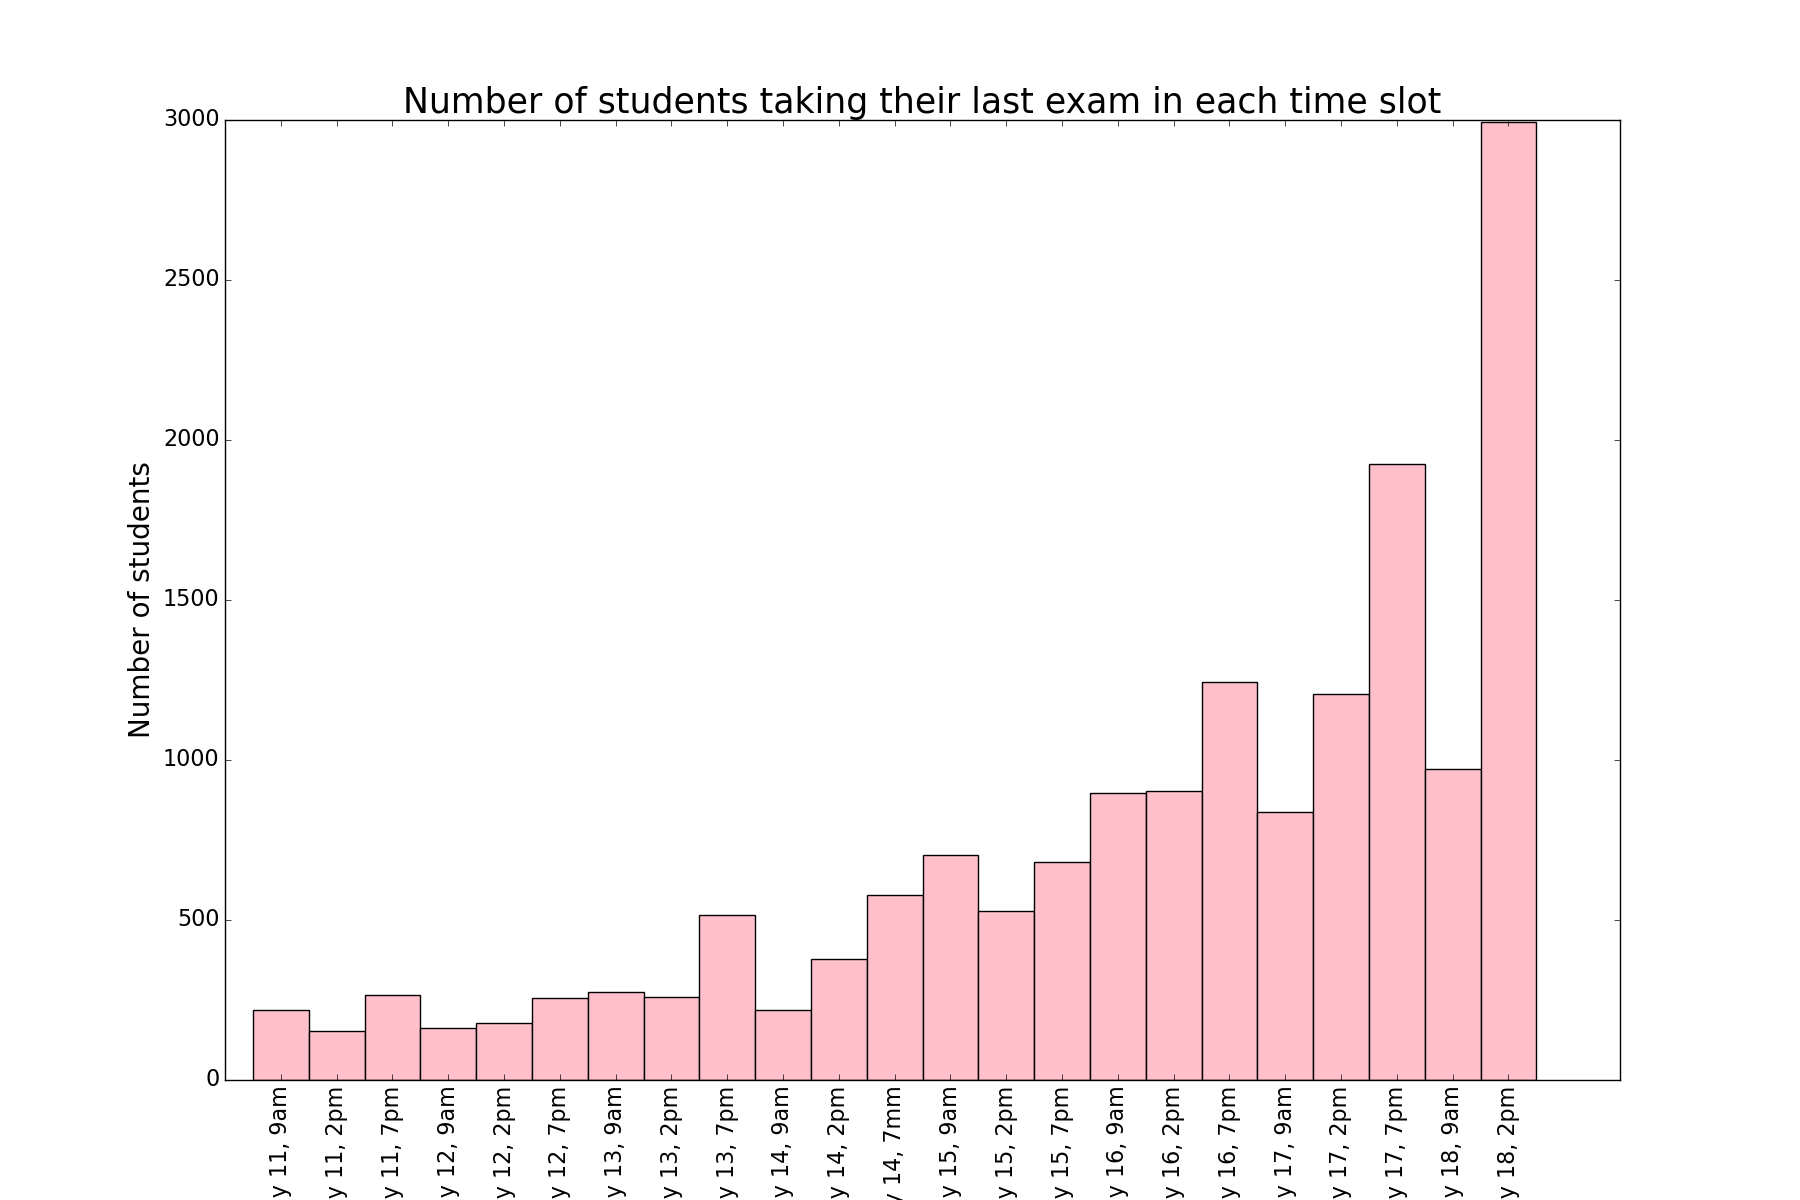 Number of students taking their last exam in each time slot
3000
2500
2000
1500
1000
500
0
Number of students
y 11, 9am
y 11, 2pm
y 11, 7pm
y 12, 9am
y 12, 2pm
y 12, 7pm
y 13, 9am
y 13, 2pm
y 13, 7pm
y 14, 9am
y 14, 2pm
y 14, 7mm
y 15, 9am
y 15, 2pm
y 15, 7pm
y 16, 9am
y 16, 2pm
y 16, 7pm
y 17, 9am
y 17, 2pm
y 17, 7pm
y 18, 9am
y 18, 2pm